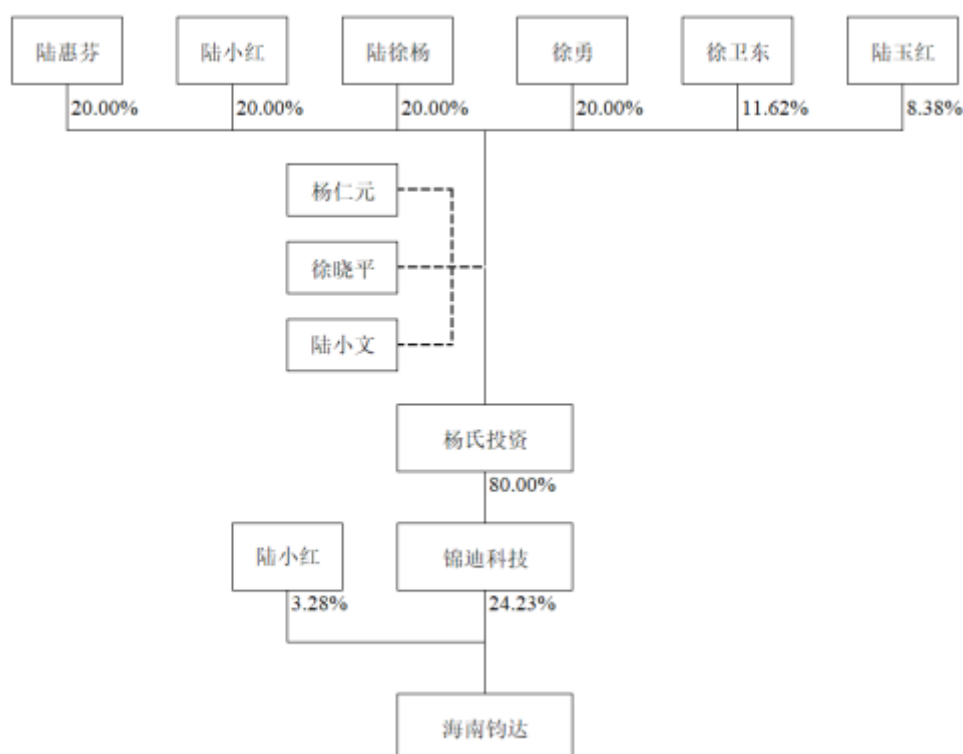 陆惠芬 陆小红 陆徐杨 徐勇 徐卫东 陆玉红
20.00% 20.00% 20.00% 20.00% 11.62% 8.38%
杨仁元
徐晓平
陆小文
杨氏投资
80.00%
陆小红 锦迪科技
3.28% 24.23%
海南钧达